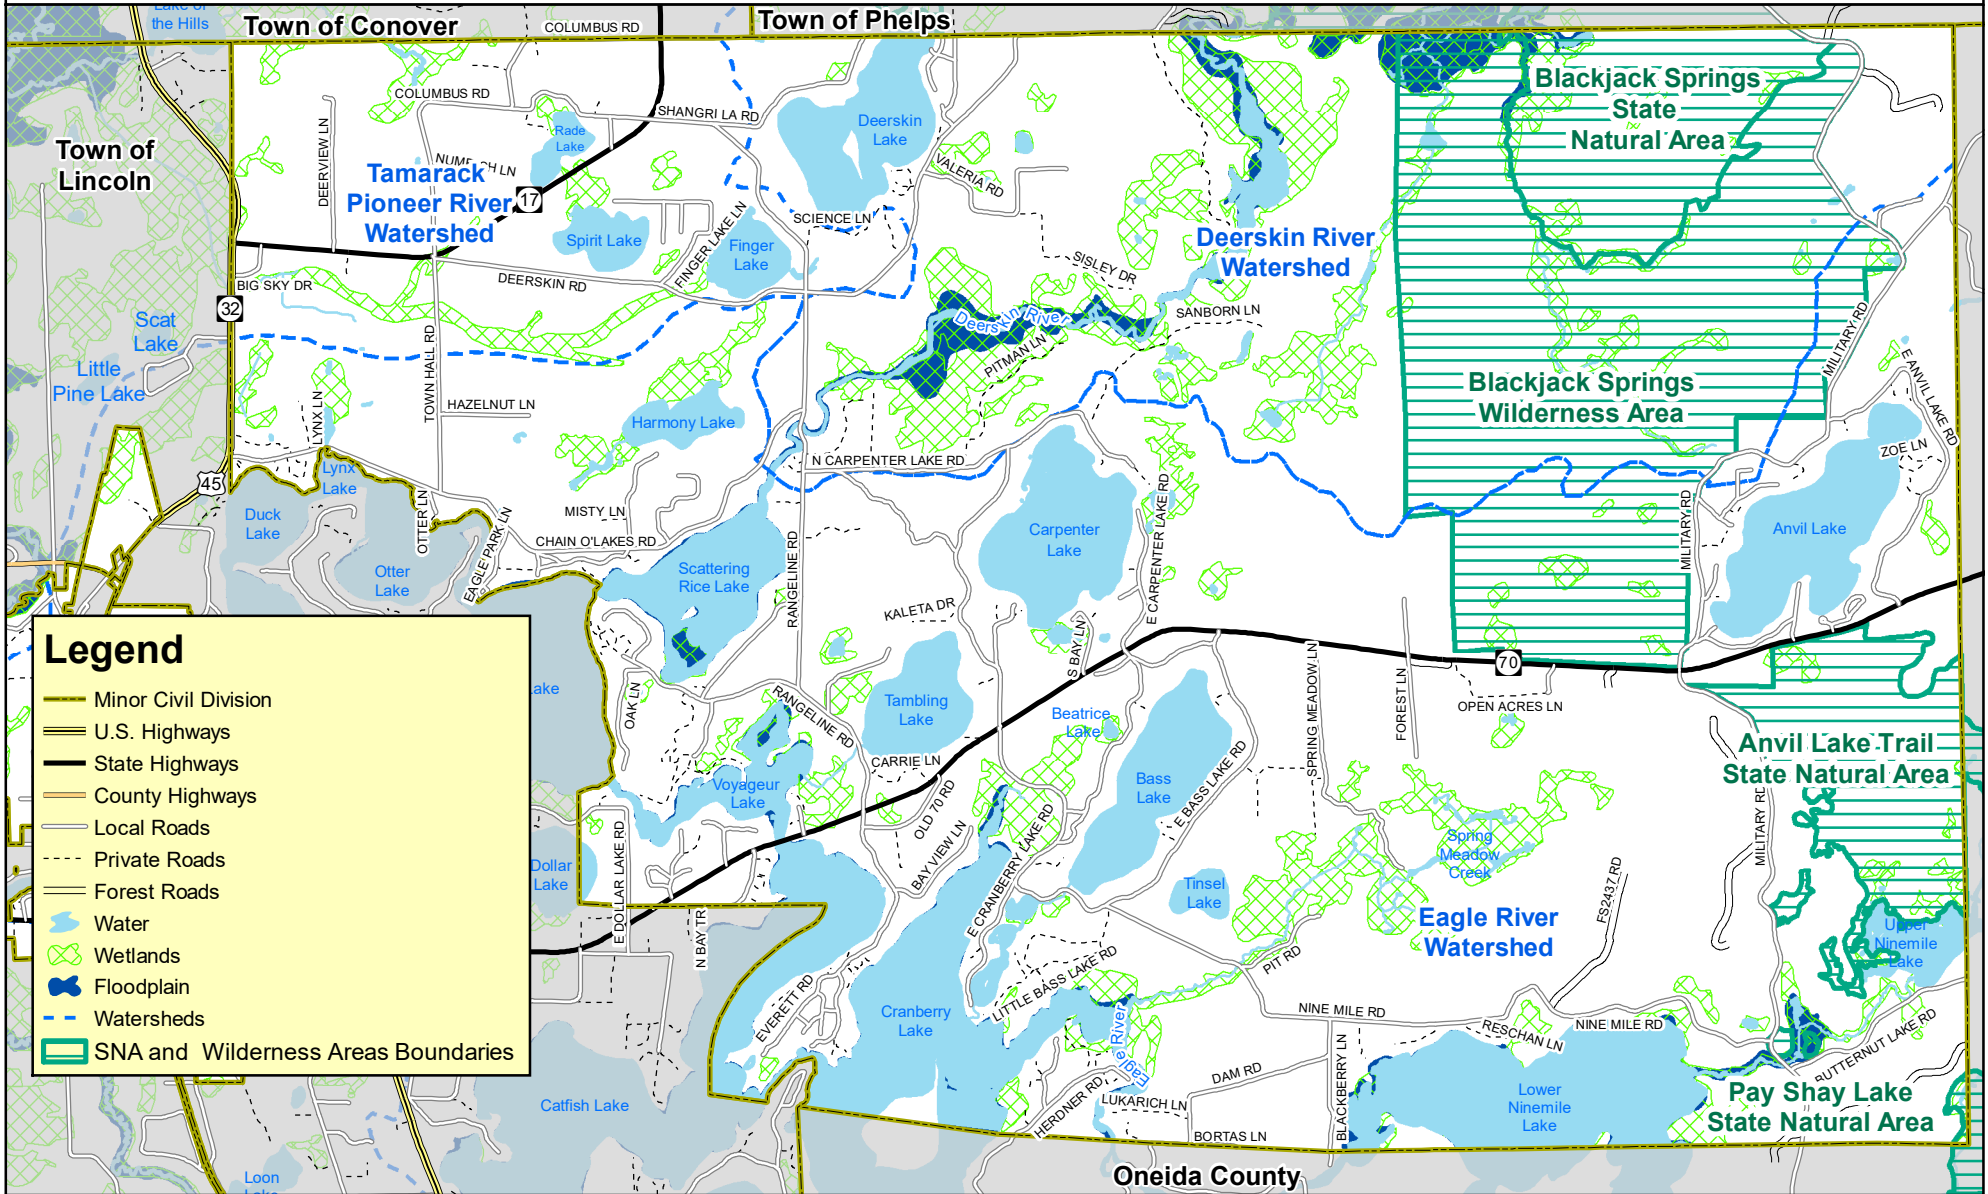 Lake of
the Hills
Town of Conover
COLUMBUS RD
Town of Phelps
Town of
Lincoln
COLUMBUS RD
SHANGRI LA RD
Rade
Lake
Deerskin
Lake
DEERVIEW LN
Tamarack
Pioneer River
Watershed
17
VALERIA RD
Blackjack Springs
State
Natural Area
SCIENCE LN
Spirit Lake
FINGER LAKE LN
Finger
Lake
Deerskin River
Watershed
SISLEY DR
DEERSKIN RD
BIG SKY DR
32
Scat
Lake
Little
Pine Lake
TOWN HALL RD
Deerskin River
SANBORN LN
PITMAN LN
MILITARY RD
E ANVIL LAKE RD
Blackjack Springs
Wilderness Area
HAZELNUT LN
LYNX LN
Harmony Lake
ZOE LN
N CARPENTER LAKE RD
Lynx
Lake
45
Duck
Lake
OTTER LN
EAGLE PARK LN
MISTY LN
CHAIN O'LAKES RD
Otter
Lake
Scattering
Rice Lake
RANGELINE RD
Carpenter
Lake
E CARPENTER LAKE RD
MILITARY RD
Anvil Lake
KALETA DR
S BAY LN
70
SPRING MEADOW LN
FOREST LN
OPEN ACRES LN
OAK LN
RANGELINE RD
Tambling
Lake
Beatrice
Lake
CARRIE LN
Voyageur
Lake
Bass
Lake
E BASS LAKE RD
Anvil Lake Trail
State Natural Area
MILITARY RD
OLD 70 RD
BAY VIEW LN
E CRANBERRY LAKE RD
Spring
Meadow
Creek
Lake
Dollar
Lake
E DOLLAR LAKE RD
N BAY TR
Tinsel
Lake
Eagle River
Watershed
FS2437 RD
Upper
Ninemile
Lake
PIT RD
LITTLE BASS LAKE RD
EVERETT RD
Cranberry
Lake
Eagle River
NINE MILE RD
RESCHAN LN
NINE MILE RD
BUTTERNUT LAKE RD
BLACKBERRY LN
DAM RD
HERDNER RD
LUKARICH LN
BORTAS LN
Lower
Ninemile
Lake
Pay Shay Lake
State Natural Area
Catfish Lake
Loon
Lake
Oneida County
Legend
Minor Civil Division
U.S. Highways
State Highways
County Highways
Local Roads
Private Roads
Forest Roads
Water
Wetlands
Floodplain
Watersheds
SNA and Wilderness Areas Boundaries